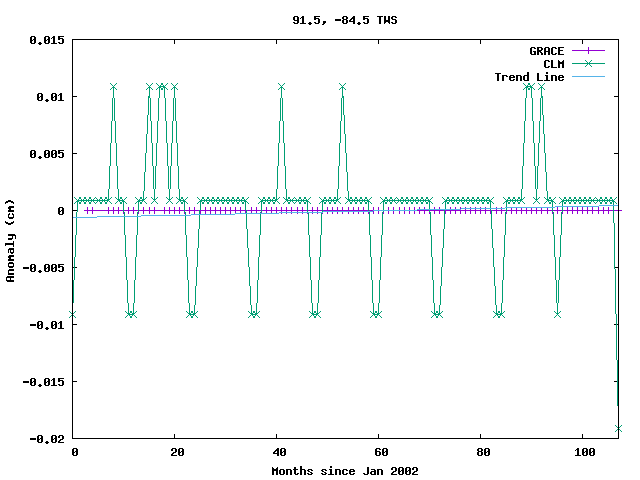 91.5, -84.5 TWS
GRACE
CLM
Trend Line
0.015
0.01
0.005
0
-0.005
-0.01
-0.015
-0.02
Anomaly (cm)
0 20 40 60 80 100
Months since Jan 2002